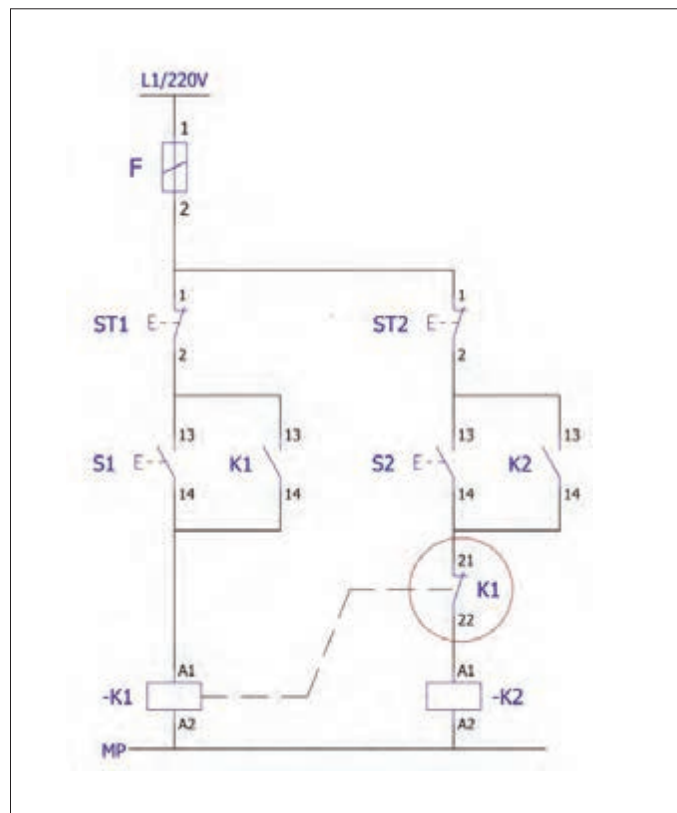 L1/220V
1
F
2
1 1
ST1 E ST2 E
2 2
13 13 13 13
S1 E K1 S2 E K2
14 14 14 14
21
K1
22
A1 A1
-K1 -K2
A2 A2
MP